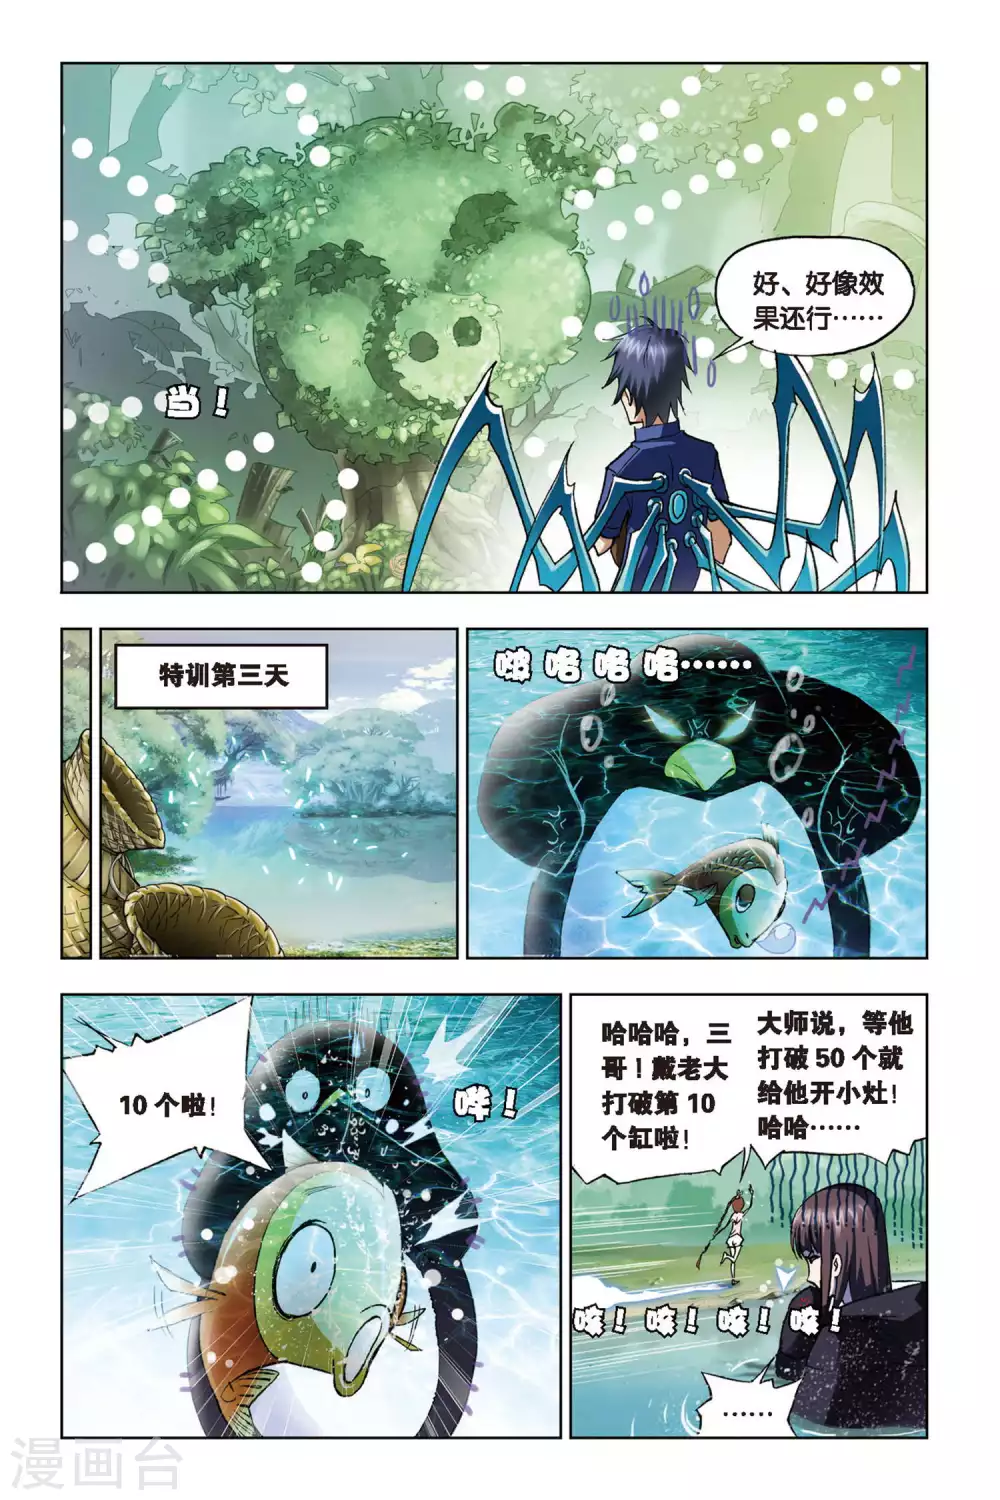 好、好像效
果还行……
当！
特训第三天
啵咯咯咯……
10个啦！
哗！
哈哈哈，三
哥！戴老大
打破第10
个缸啦！
大师说，等他
打破50个就
给他开小灶！
哈哈……
咳！咳！咳！咳！
……
漫画台